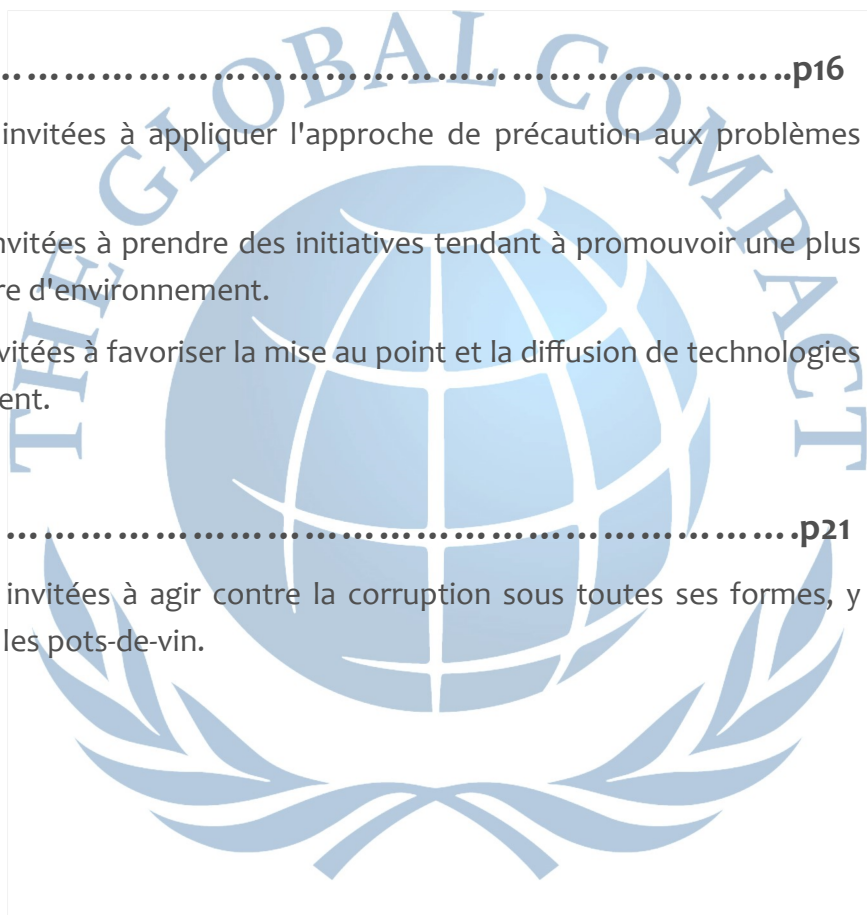 ……………………………………………………………..p16
invitées à appliquer l'approche de précaution aux problèmes
nvitées à prendre des initiatives tendant à promouvoir une plus
re d'environnement.
vitées à favoriser la mise au point et la diffusion de technologies
ent.
…………………………………………………………….p21
invitées à agir contre la corruption sous toutes ses formes, y
les pots-de-vin.
THE GLOBAL COMPACT